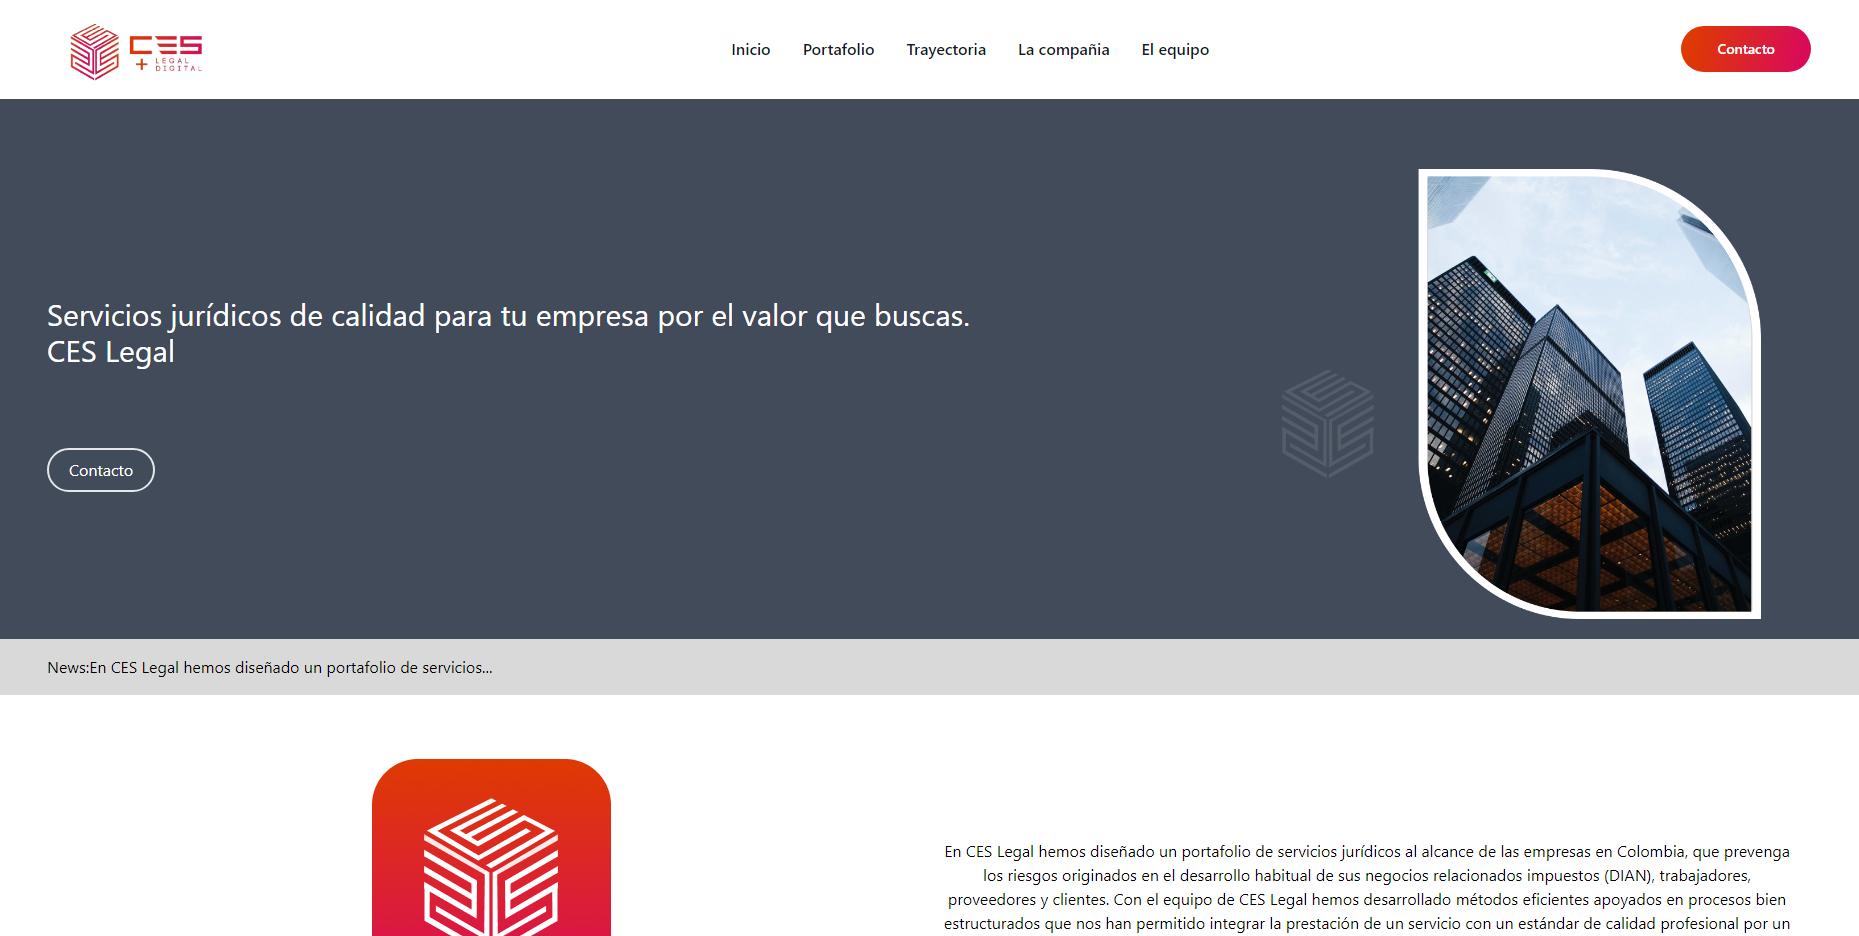 CES
+ LEGAL
DIGITAL
Inicio
Portafolio
Trayectoria
La compañia
El equipo
Contacto
Servicios jurídicos de calidad para tu empresa por el valor que buscas.
CES Legal
Contacto
News:En CES Legal hemos diseñado un portafolio de servicios...
En CES Legal hemos diseñado un portafolio de servicios jurídicos al alcance de las empresas en Colombia, que prevenga
los riesgos originados en el desarrollo habitual de sus negocios relacionados impuestos (DIAN), trabajadores,
proveedores y clientes. Con el equipo de CES Legal hemos desarrollado métodos eficientes apoyados en procesos bien
estructurados que nos han permitido integrar la prestación de un servicio con un estándar de calidad profesional por un